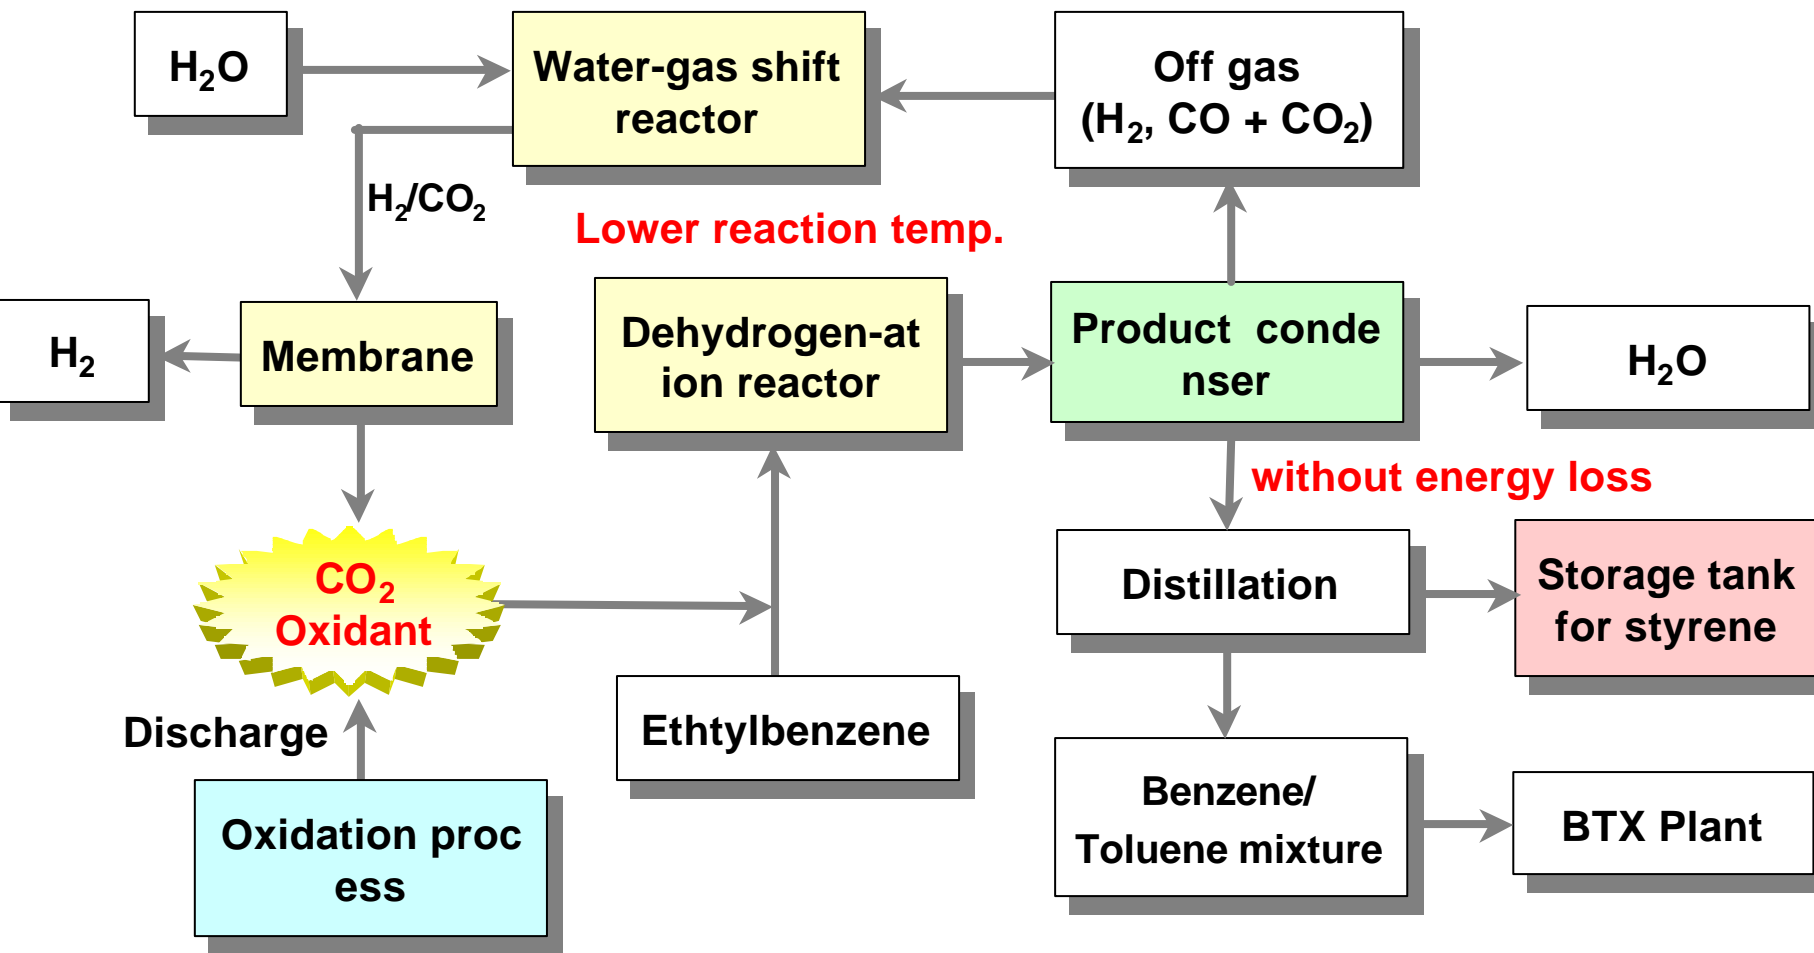 H₂O
Water-gas shift
reactor
Off gas
(H₂, CO + CO₂)
H₂/CO₂
Lower reaction temp.
H₂
Membrane
Dehydrogen-at
ion reactor
Product conde
nser
H₂O
without energy loss
CO₂
Oxidant
Distillation
Storage tank
for styrene
Discharge
Ethtylbenzene
Oxidation proc
ess
Benzene/
Toluene mixture
BTX Plant